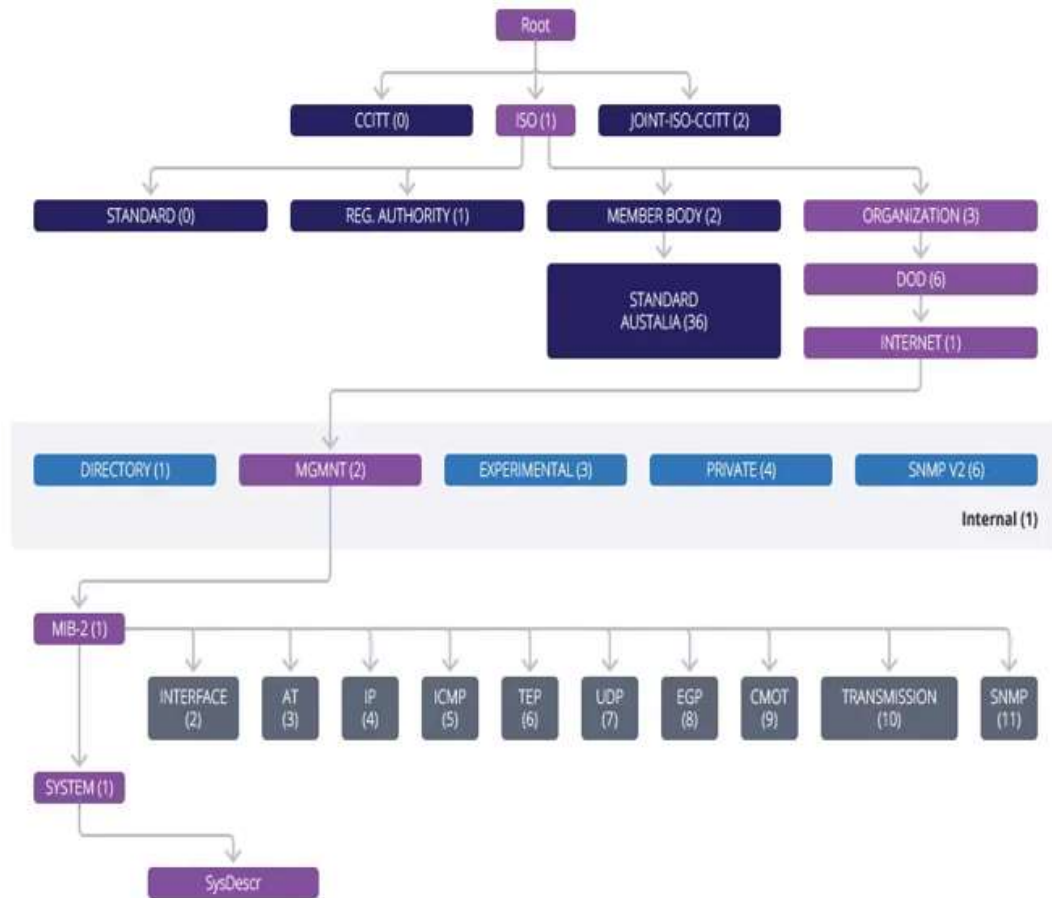 Root
CCITT (0)
ISO (1)
JOINT-ISO-CCITT (2)
STANDARD (0)
REG. AUTHORITY (1)
MEMBER BODY (2)
ORGANIZATION (3)
STANDARD
AUSTALIA (36)
DOD (6)
INTERNET (1)
DIRECTORY (1)
MGMNT (2)
EXPERIMENTAL (3)
PRIVATE (4)
SNMP V2 (6)
Internal (1)
MIB-2 (1)
INTERFACE
(2)
AT
(3)
IP
(4)
ICMP
(5)
TEP
(6)
UDP
(7)
EGP
(8)
CMOT
(9)
TRANSMISSION
(10)
SNMP
(11)
SYSTEM (1)
SysDescr